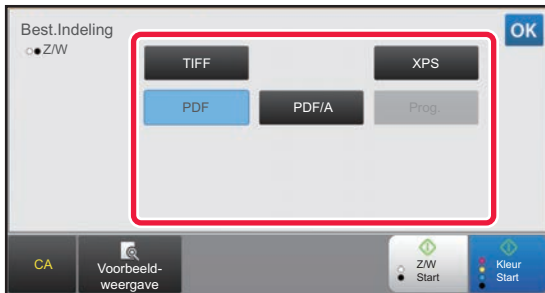 Best.Indeling
Z/W
OK
TIFF
XPS
PDF
PDF/A
Prog.
CA
Voorbeeld-
weergave
Z/W
Start
Kleur
Start